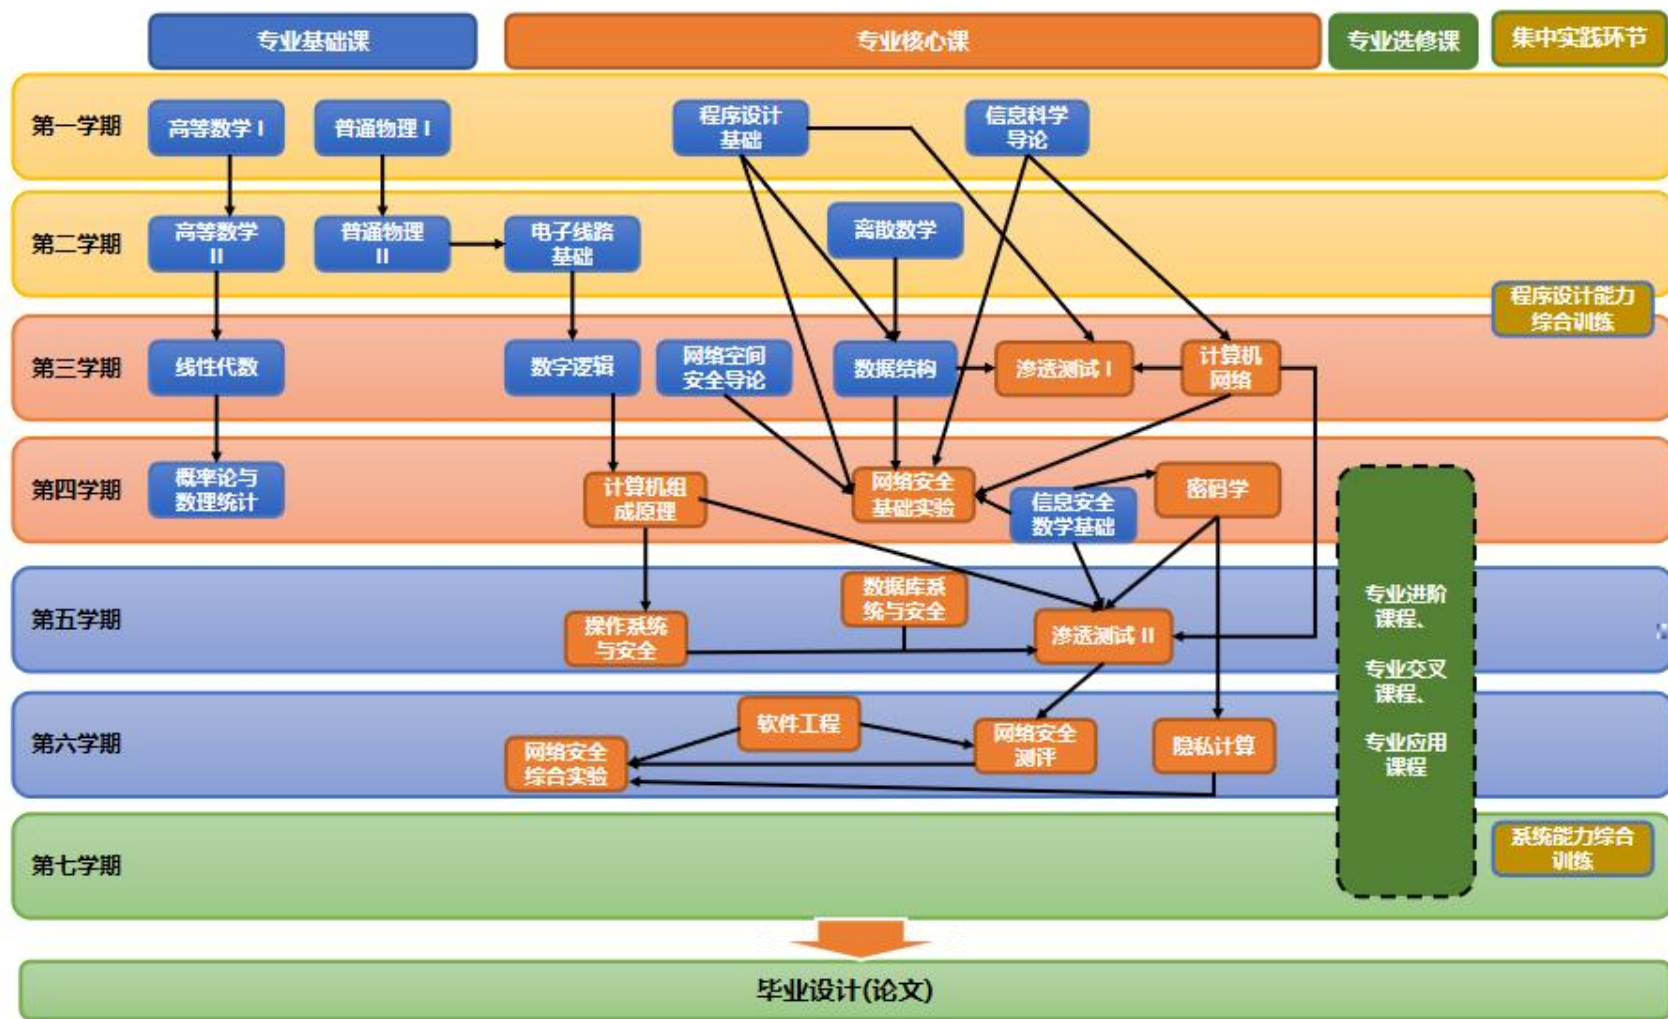 专业基础课
专业核心课
专业选修课
集中实践环节
第一学期
高等数学 I
普通物理 I
程序设计
基础
信息科学
导论
第二学期
高等数学
II
普通物理
II
电子线路
基础
离散数学
程序设计能力
综合训练
第三学期
线性代数
数字逻辑
网络空间
安全导论
数据结构
渗透测试 I
计算机
网络
第四学期
概率论与
数理统计
计算机组
成原理
网络安全
基础实验
信息安全
数学基础
密码学
第五学期
操作系统
与安全
数据库系
统与安全
渗透测试 II
专业进阶
课程、
专业交叉
课程、
专业应用
课程
第六学期
网络安全
综合实验
软件工程
网络安全
测评
隐私计算
第七学期
系统能力综合
训练
毕业设计(论文)